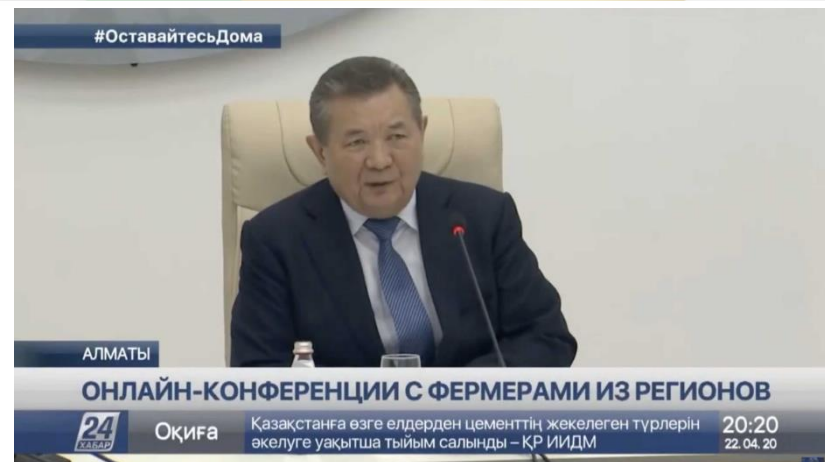 #ОставайтесьДома
АЛМАТЫ
ОНЛАЙН-КОНФЕРЕНЦИИ С ФЕРМЕРАМИ ИЗ РЕГИОНОВ
24
ХАБАР
Оқиға
Қазақстанға өзге елдерден цементтің жекелеген түрлерін
әкелуге уақытша тыйым салынды – ҚР ИИДМ
20:20
22.04.20